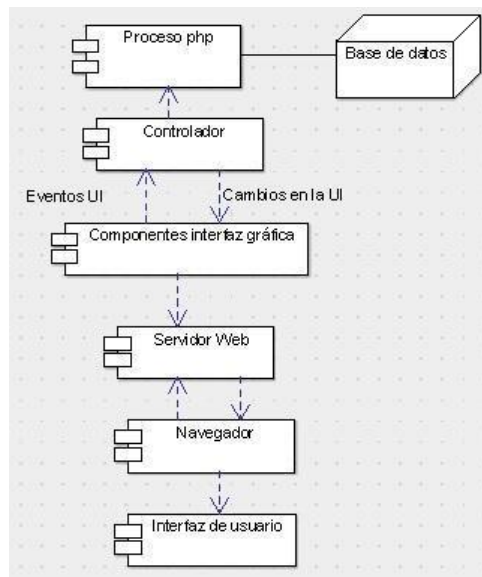 Proceso php
Base de datos
Controlador
Eventos UI
Cambios en la UI
Componentes interfaz gráfica
Servidor Web
Navegador
Interfaz de usuario